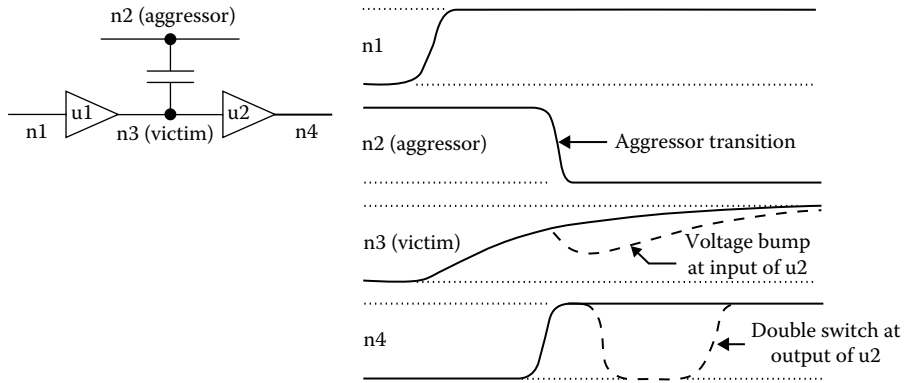 n2 (aggressor)
u1
u2
n1
n3 (victim)
n4
n1
n2 (aggressor)
Aggressor transition
n3 (victim)
Voltage bump
at input of u2
n4
Double switch at
output of u2